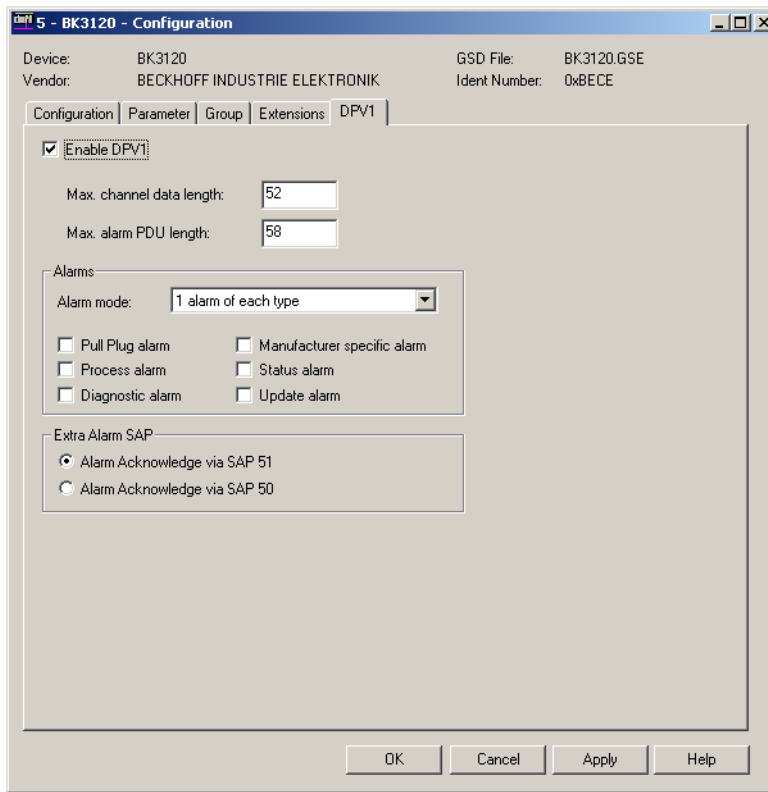 5 - BK3120 - Configuration
Device: BK3120 GSD File: BK3120.GSE
Vendor: BECKHOFF INDUSTRIE ELEKTRONIK Ident Number: 0xBECE
Configuration Parameter Group Extensions DPV1
Enable DPV1
Max. channel data length: 52
Max. alarm PDU length: 58
Alarms
Alarm mode: 1 alarm of each type
Pull Plug alarm Manufacturer specific alarm
Process alarm Status alarm
Diagnostic alarm Update alarm
Extra Alarm SAP
Alarm Acknowledge via SAP 51
Alarm Acknowledge via SAP 50
OK Cancel Apply Help